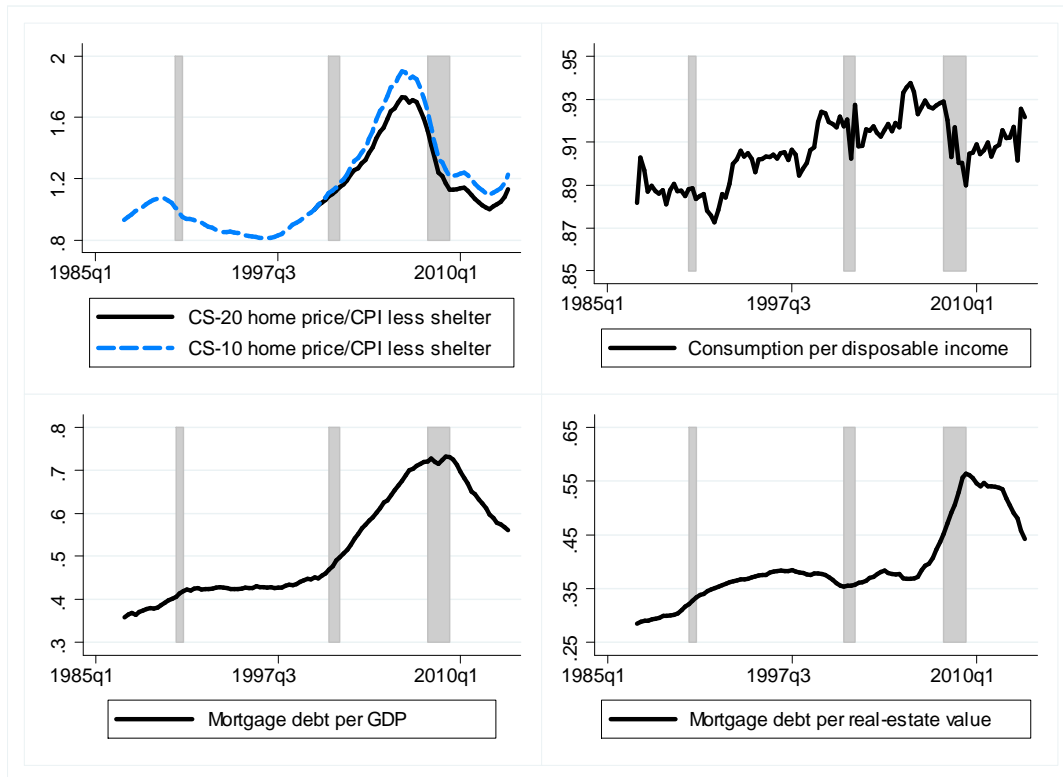 2
1.6
1.2
.8
1985q1 1997q3 2010q1
CS-20 home price/CPI less shelter
CS-10 home price/CPI less shelter
.95
.93
.91
.89
.87
.85
1985q1 1997q3 2010q1
Consumption per disposable income
.8
.7
.6
.5
.4
.3
1985q1 1997q3 2010q1
Mortgage debt per GDP
.65
.55
.45
.35
.25
1985q1 1997q3 2010q1
Mortgage debt per real-estate value